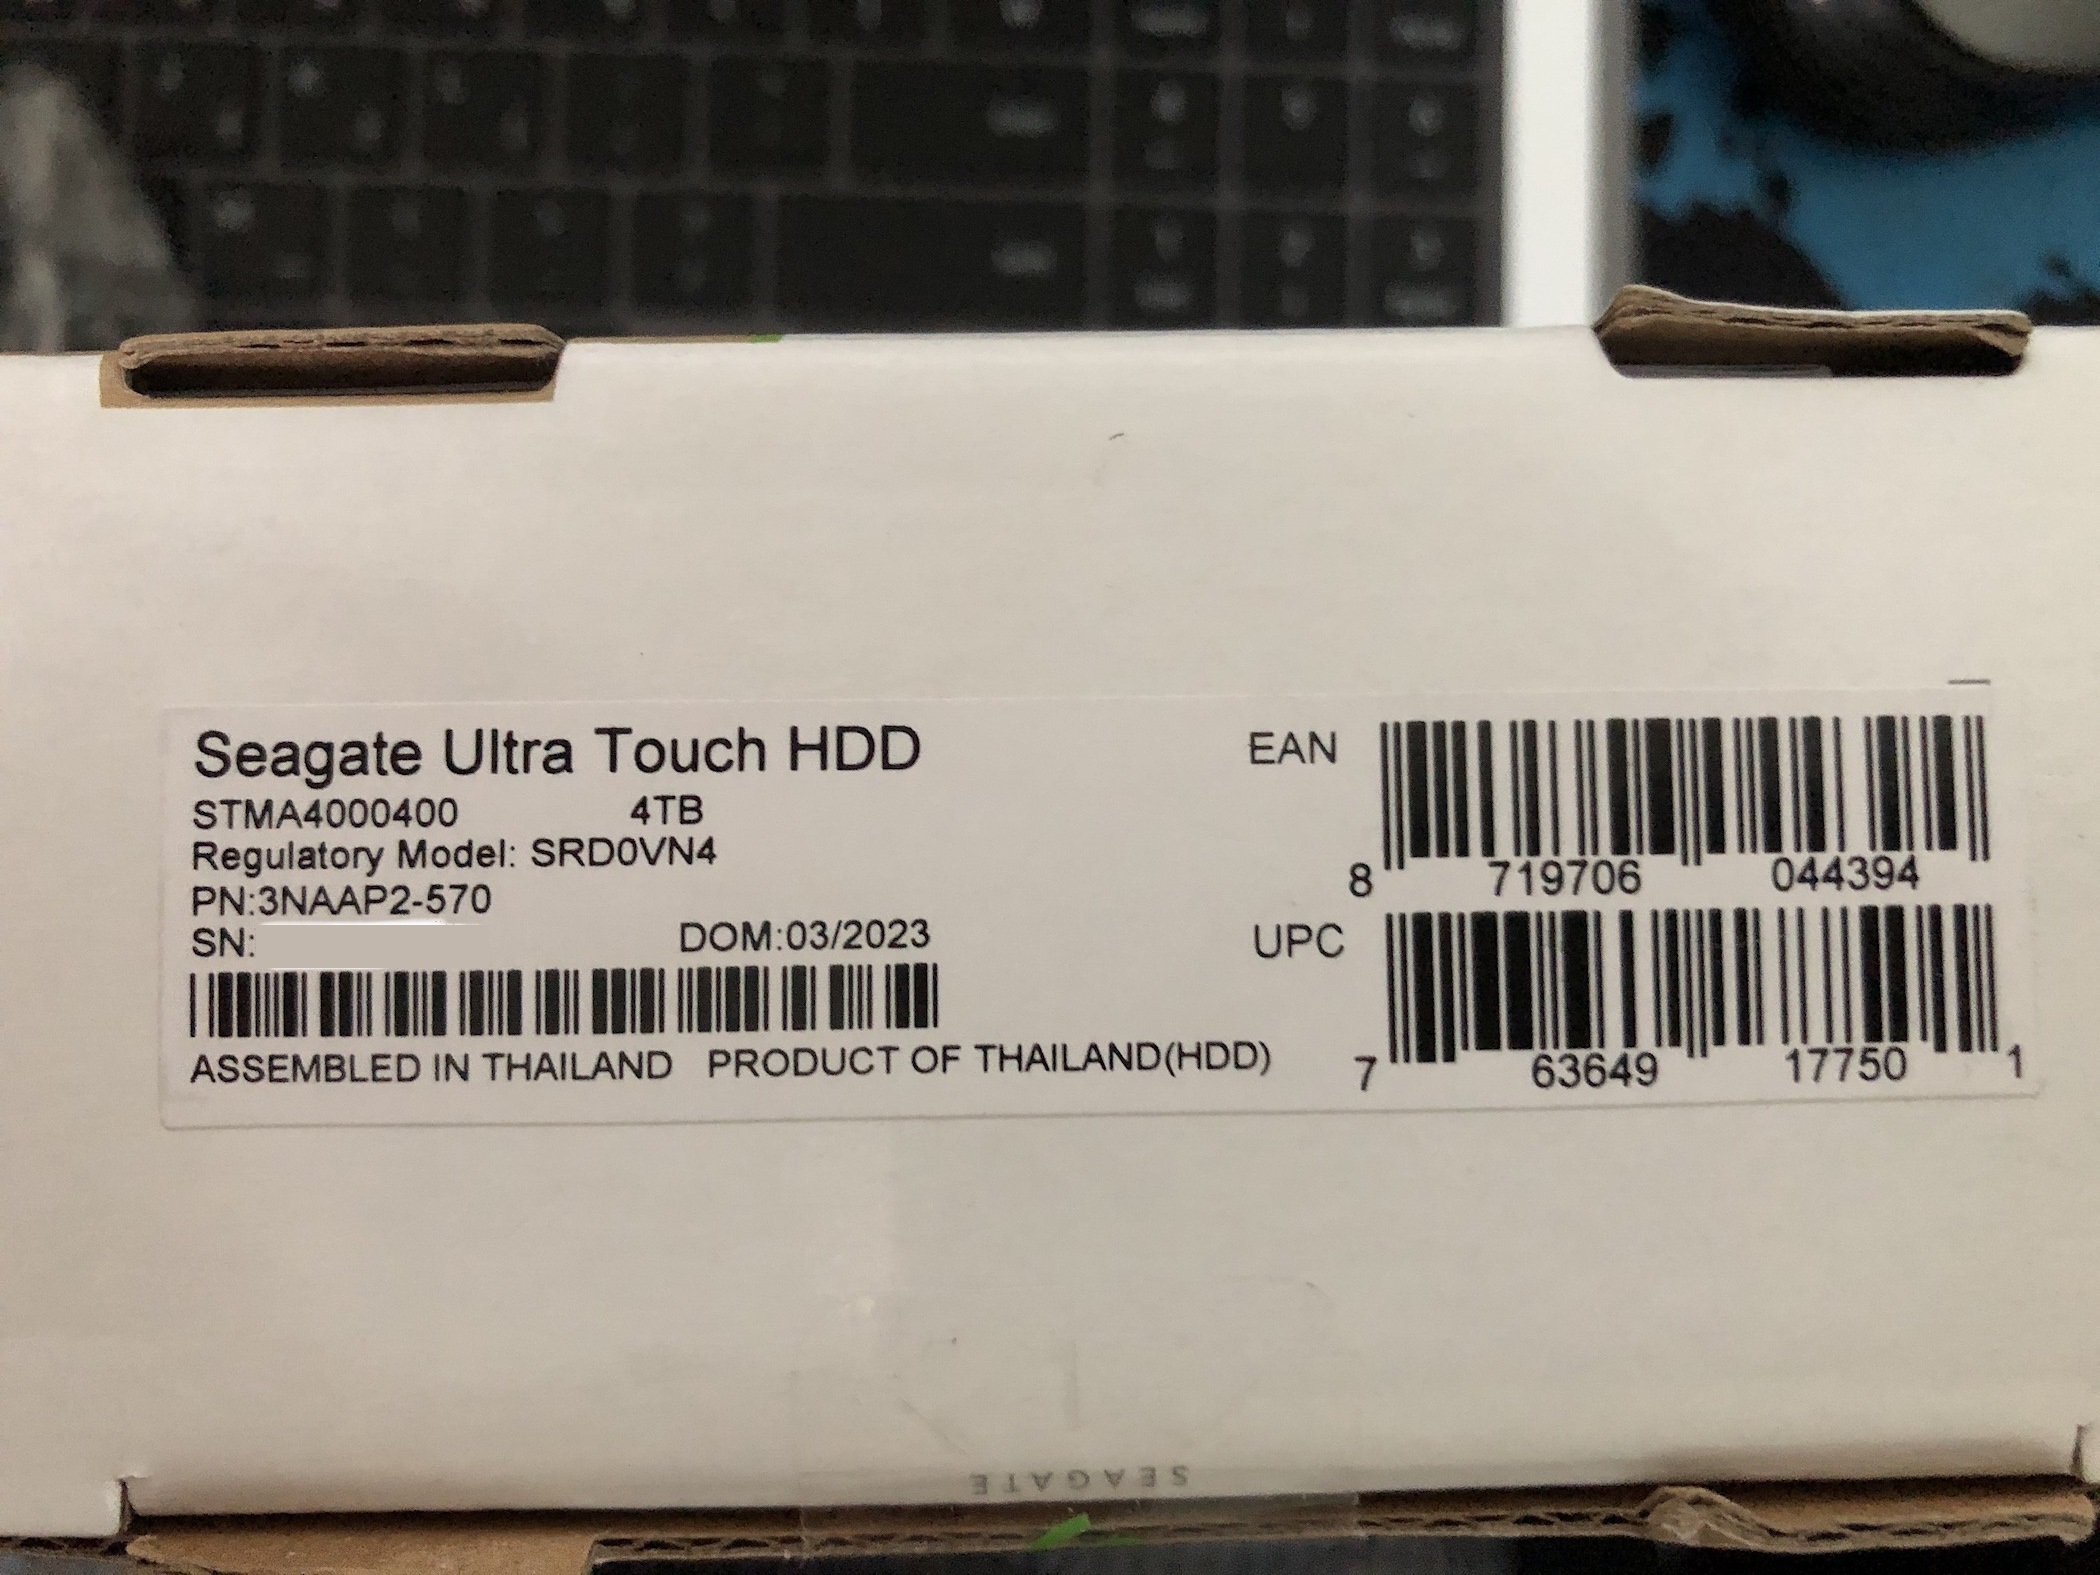 Seagate Ultra Touch HDD
STMA4000400 4TB
Regulatory Model: SRD0VN4
PN:3NAAP2-570
SN: DOM:03/2023
ASSEMBLED IN THAILAND PRODUCT OF THAILAND(HDD)
EAN
8 719706 044394
UPC
7 63649 17750 1
SEAGATE